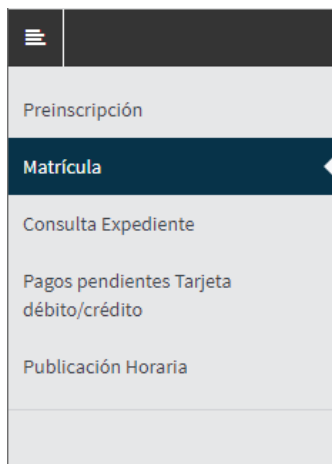 Preinscripción
Matrícula
Consulta Expediente
Pagos pendientes Tarjeta
débito/crédito
Publicación Horaria